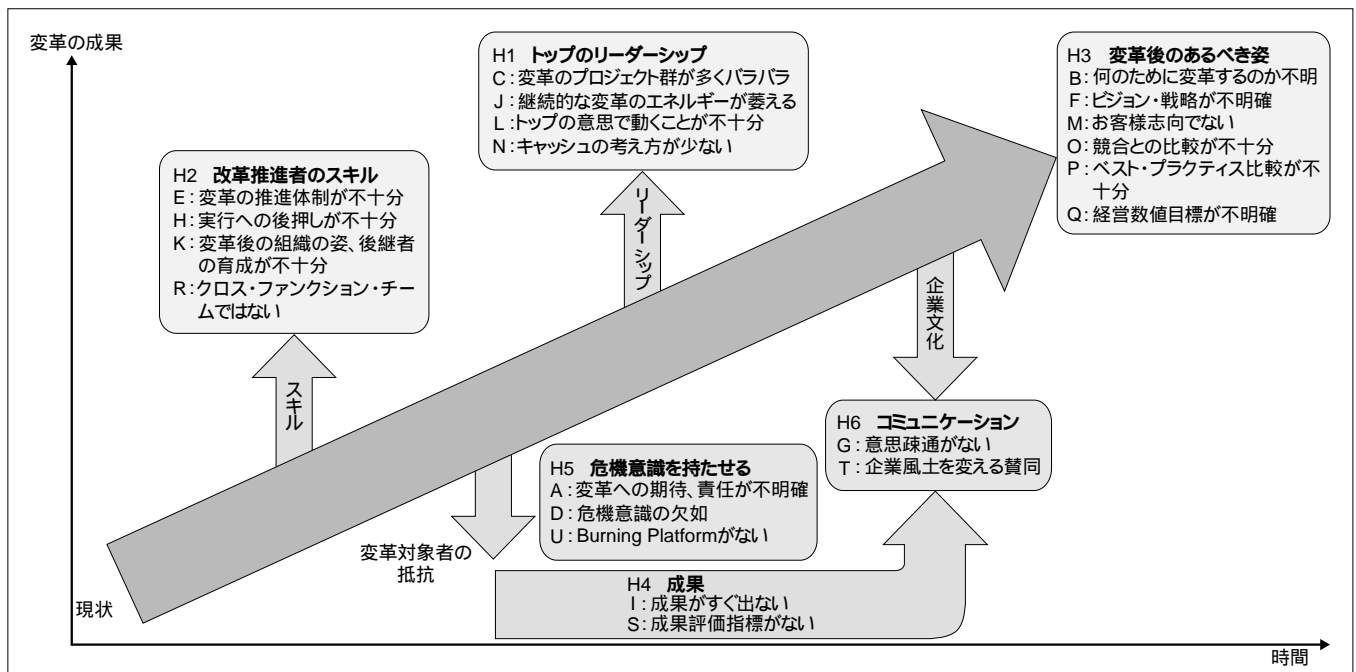 変革の成果
H1 トップのリーダーシップ
C：変革のプロジェクト群が多くバラバラ
J：継続的な変革のエネルギーが萎える
L：トップの意思で動くことが不十分
N：キャッシュの考え方が少ない
H3 変革後のあるべき姿
B：何のために変革するのか不明
F：ビジョン・戦略が不明確
M：お客様志向でない
O：競合との比較が不十分
P：ベスト・プラクティス比較が不
十分
Q：経営数値目標が不明確
H2 改革推進者のスキル
E：変革の推進体制が不十分
H：実行への後押しが不十分
K：変革後の組織の姿、後継者
の育成が不十分
R：クロス・ファンクション・チー
ムではない
リーダーシップ
企業文化
スキル
H6 コミュニケーション
G：意思疎通がない
T：企業風土を変える賛同
H5 危機意識を持たせる
A：変革への期待、責任が不明確
D：危機意識の欠如
U：Burning Platformがない
変革対象者の
抵抗
H4 成果
I：成果がすぐ出ない
S：成果評価指標がない
現状
時間